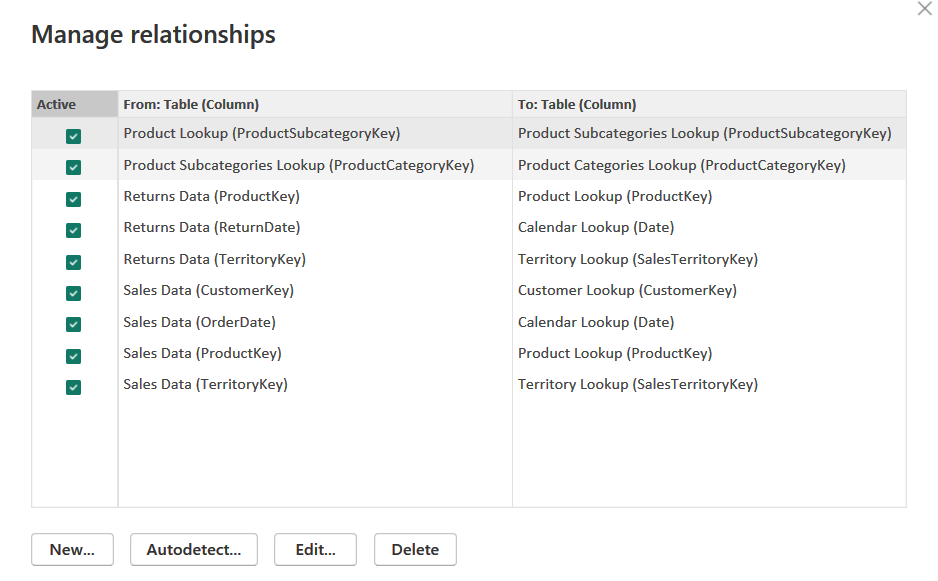 Manage relationships
Active From: Table (Column) To: Table (Column)
Product Lookup (ProductSubcategoryKey) Product Subcategories Lookup (ProductSubcategoryKey)
Product Subcategories Lookup (ProductCategoryKey) Product Categories Lookup (ProductCategoryKey)
Returns Data (ProductKey) Product Lookup (ProductKey)
Returns Data (ReturnDate) Calendar Lookup (Date)
Returns Data (TerritoryKey) Territory Lookup (SalesTerritoryKey)
Sales Data (CustomerKey) Customer Lookup (CustomerKey)
Sales Data (OrderDate) Calendar Lookup (Date)
Sales Data (ProductKey) Product Lookup (ProductKey)
Sales Data (TerritoryKey) Territory Lookup (SalesTerritoryKey)
New... Autodetect... Edit... Delete